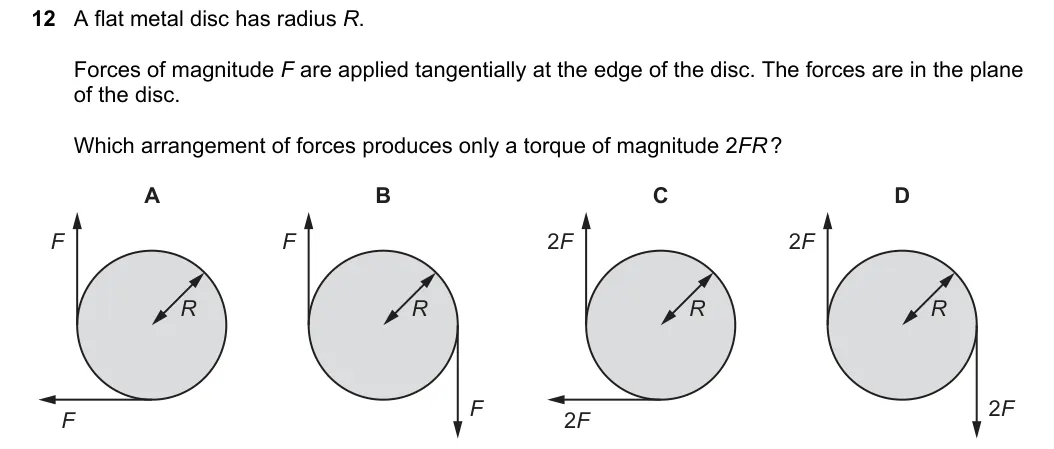 12 A flat metal disc has radius R.
Forces of magnitude F are applied tangentially at the edge of the disc. The forces are in the plane
of the disc.
Which arrangement of forces produces only a torque of magnitude 2FR?
A B C D
F F 2F 2F
R R R R
F F 2F 2F